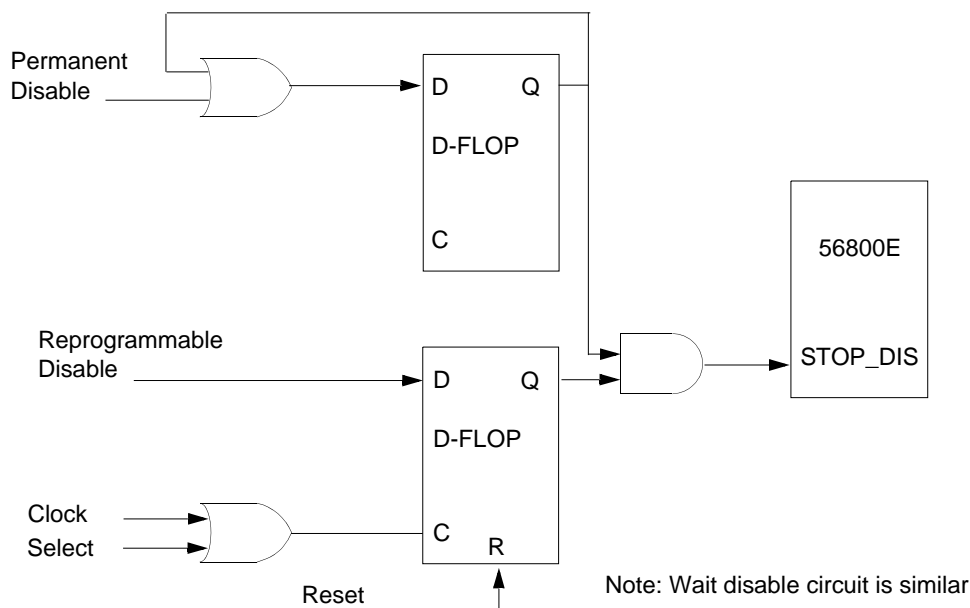 Permanent
Disable
D
Q
D-FLOP
C
56800E
STOP_DIS
Reprogrammable
Disable
D
Q
D-FLOP
Clock
Select
C
R
Reset
Note: Wait disable circuit is similar